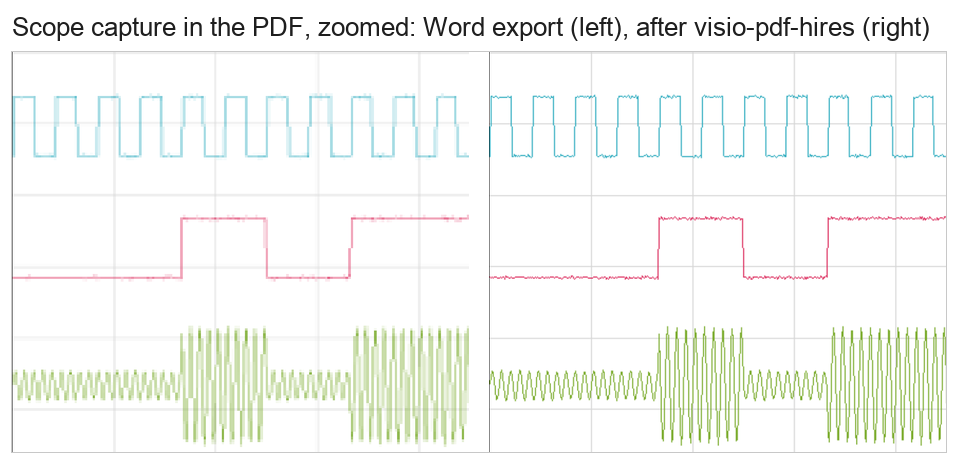 Scope capture in the PDF, zoomed: Word export (left), after visio-pdf-hires (right)